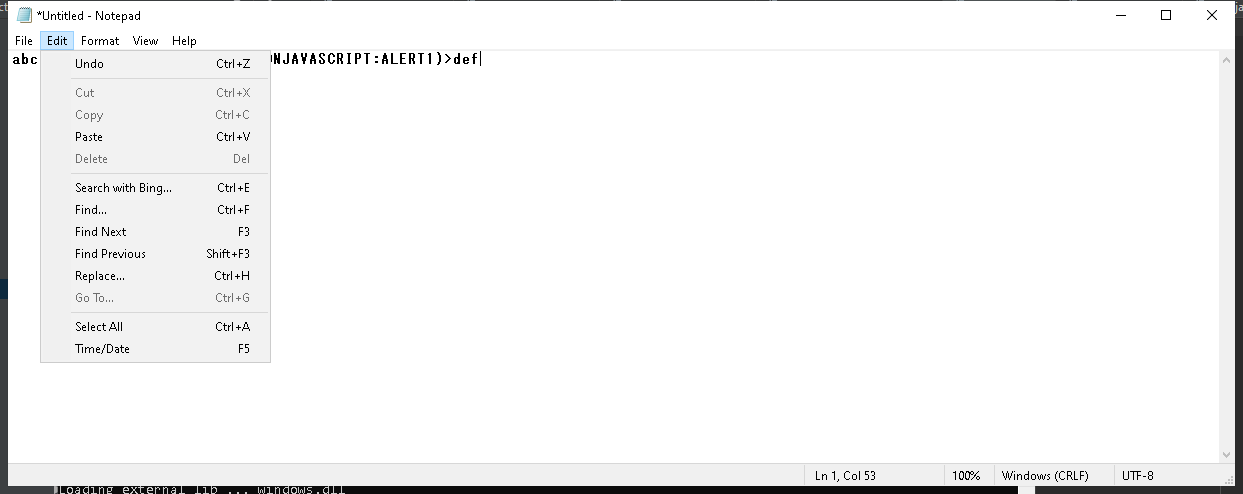 *Untitled - Notepad
File Edit Format View Help
abc NJAVASCRIPT:ALERT1)>def
Undo Ctrl+Z
Cut Ctrl+X
Copy Ctrl+C
Paste Ctrl+V
Delete Del
Search with Bing... Ctrl+E
Find... Ctrl+F
Find Next F3
Find Previous Shift+F3
Replace... Ctrl+H
Go To... Ctrl+G
Select All Ctrl+A
Time/Date F5
Ln 1, Col 53 100% Windows (CRLF) UTF-8
Loading external lib ... windows.dll